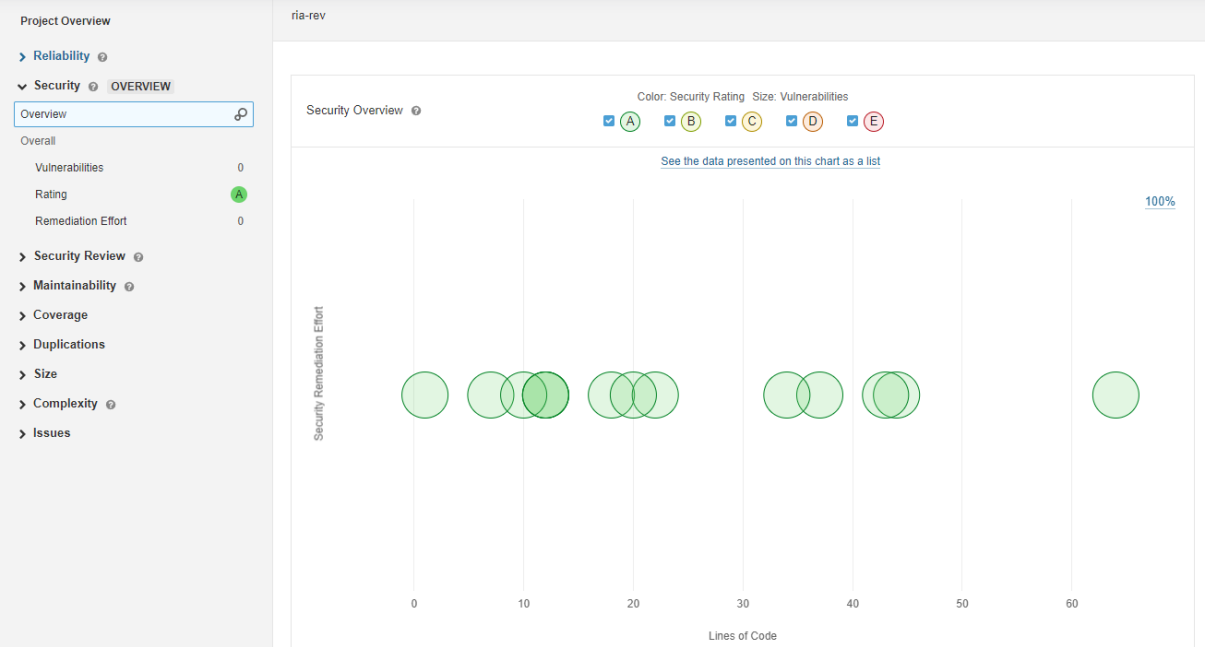 Project Overview
Reliability
Security OVERVIEW
Overview
Overall
Vulnerabilities 0
Rating A
Remediation Effort 0
Security Review
Maintainability
Coverage
Duplications
Size
Complexity
Issues
ria-rev
Security Overview
Color: Security Rating Size: Vulnerabilities
A B C D E
See the data presented on this chart as a list
100%
Security Remediation Effort
0 10 20 30 40 50 60
Lines of Code